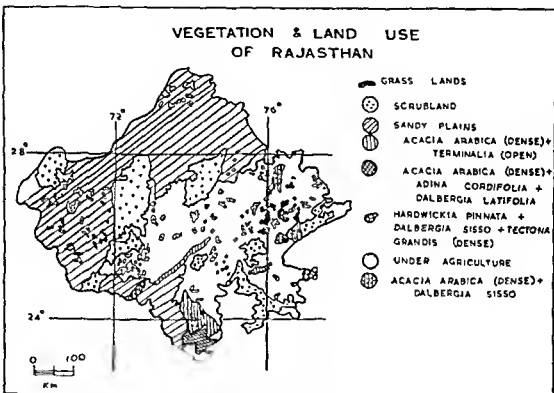 VEGETATION & LAND USE
OF RAJASTHAN
72°
76°
28°
24°
GRASS LANDS
SCRUBLAND
SANDY PLAINS
ACACIA ARABICA (DENSE)+
TERMINALIA (OPEN)
ACACIA ARABICA (DENSE)+
ADINA CORDIFOLIA +
DALBERGIA LATIFOLIA
HARDWICKIA PINNATA +
DALBERGIA SISSO + TECTONA
GRANDIS (DENSE)
UNDER AGRICULTURE
ACACIA ARABICA (DENSE)+
DALBERGIA SISSO
0 100
Km